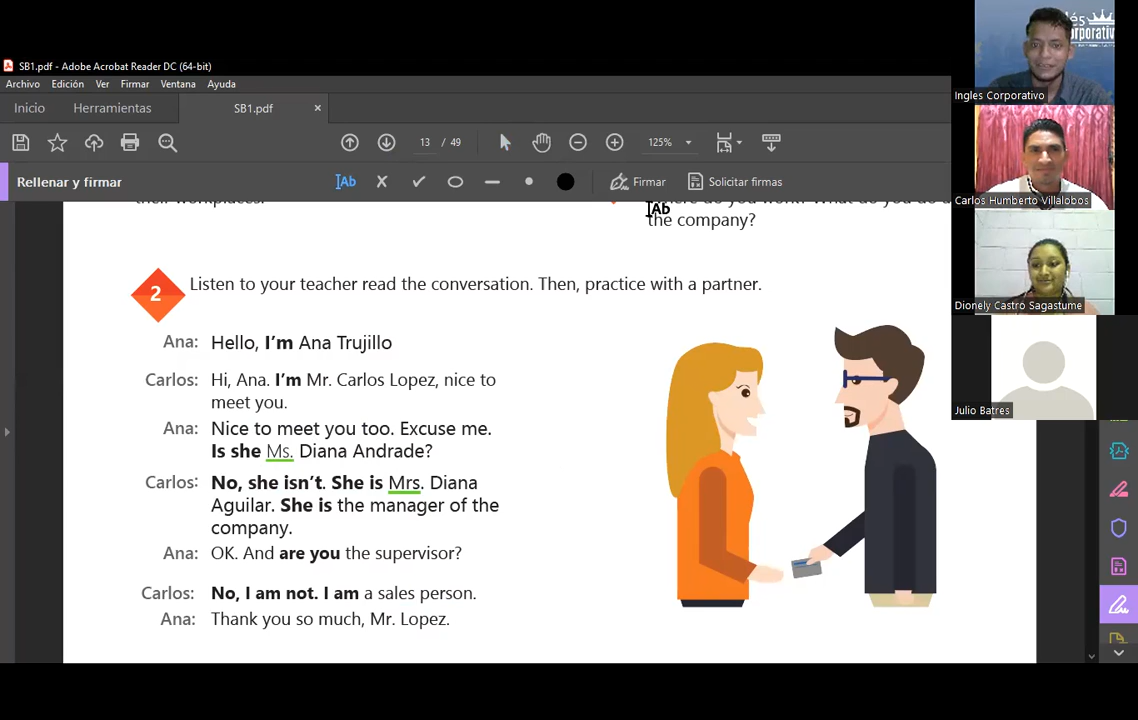 SB1.pdf - Adobe Acrobat Reader DC (64-bit)
Archivo Edición Ver Firmar Ventana Ayuda
Inicio Herramientas SB1.pdf ×
13 / 49 125%
Rellenar y firmar Ab Firmar Solicitar firmas
Ab
the company?
2 Listen to your teacher read the conversation. Then, practice with a partner.
Ana: Hello, I'm Ana Trujillo
Carlos: Hi, Ana. I'm Mr. Carlos Lopez, nice to
meet you.
Ana: Nice to meet you too. Excuse me.
Is she Ms. Diana Andrade?
Carlos: No, she isn't. She is Mrs. Diana
Aguilar. She is the manager of the
company.
Ana: OK. And are you the supervisor?
Carlos: No, I am not. I am a sales person.
Ana: Thank you so much, Mr. Lopez.
Ingles Corporativo
Carlos Humberto Villalobos
Dionely Castro Sagastume
Julio Batres